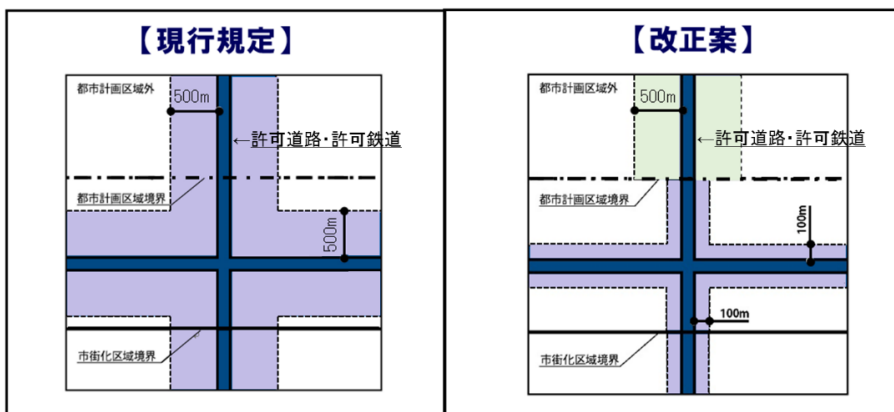 【現行規定】
都市計画区域外
500m
←許可道路・許可鉄道
都市計画区域境界
500m
市街化区域境界
【改正案】
都市計画区域外
500m
←許可道路・許可鉄道
都市計画区域境界
100m
100m
市街化区域境界